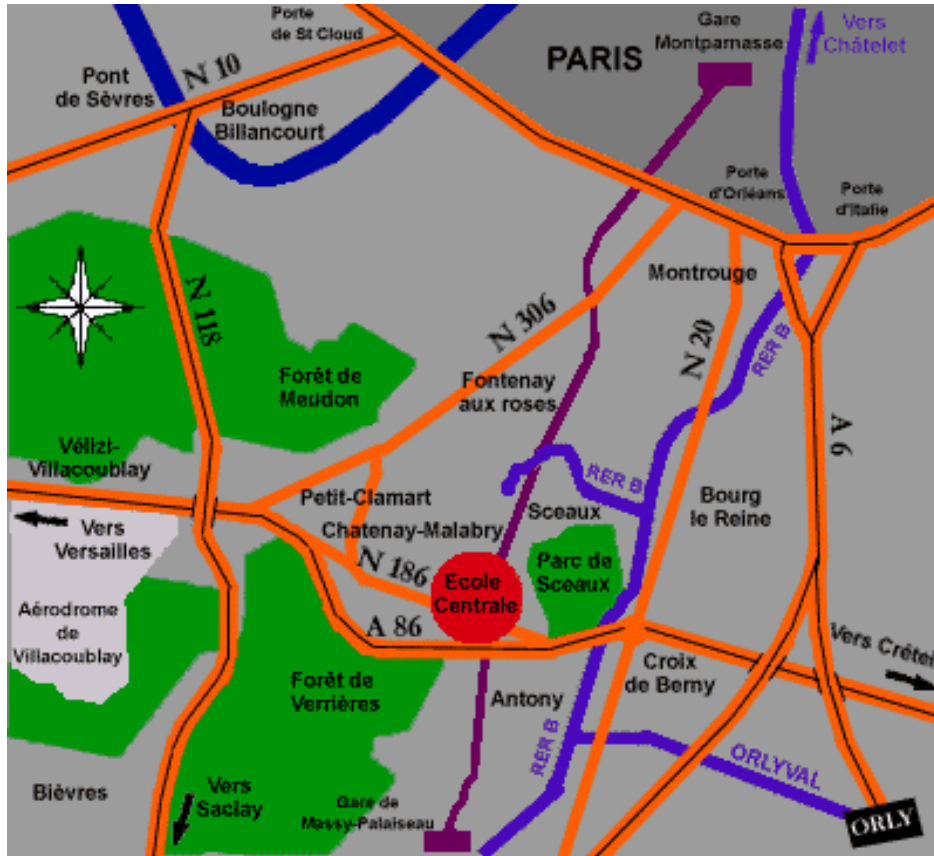 Porte
de St Cloud
Gare
Montparnasse
Vers
Châtelet
PARIS
N 10
Pont
de Sèvres
Boulogne
Billancourt
Porte
d'Orléans
Porte
d'Italie
Montrouge
N 118
N 306
N 20
RER B
Forêt de
Meudon
Fontenay
aux roses
A 6
Vélizi-
Villacoublay
Petit-Clamart
RER B
Bourg
le Reine
Sceaux
Vers
Versailles
Chatenay-Malabry
N 186
Ecole
Centrale
Parc de
Sceaux
Aérodrome
de
Villacoublay
A 86
Vers Crétel
Croix
de Berny
Forêt de
Verrières
Antony
RER B
ORLYVAL
Bièvres
Vers
Saclay
Gare de
Massy-Palaiseau
ORLY